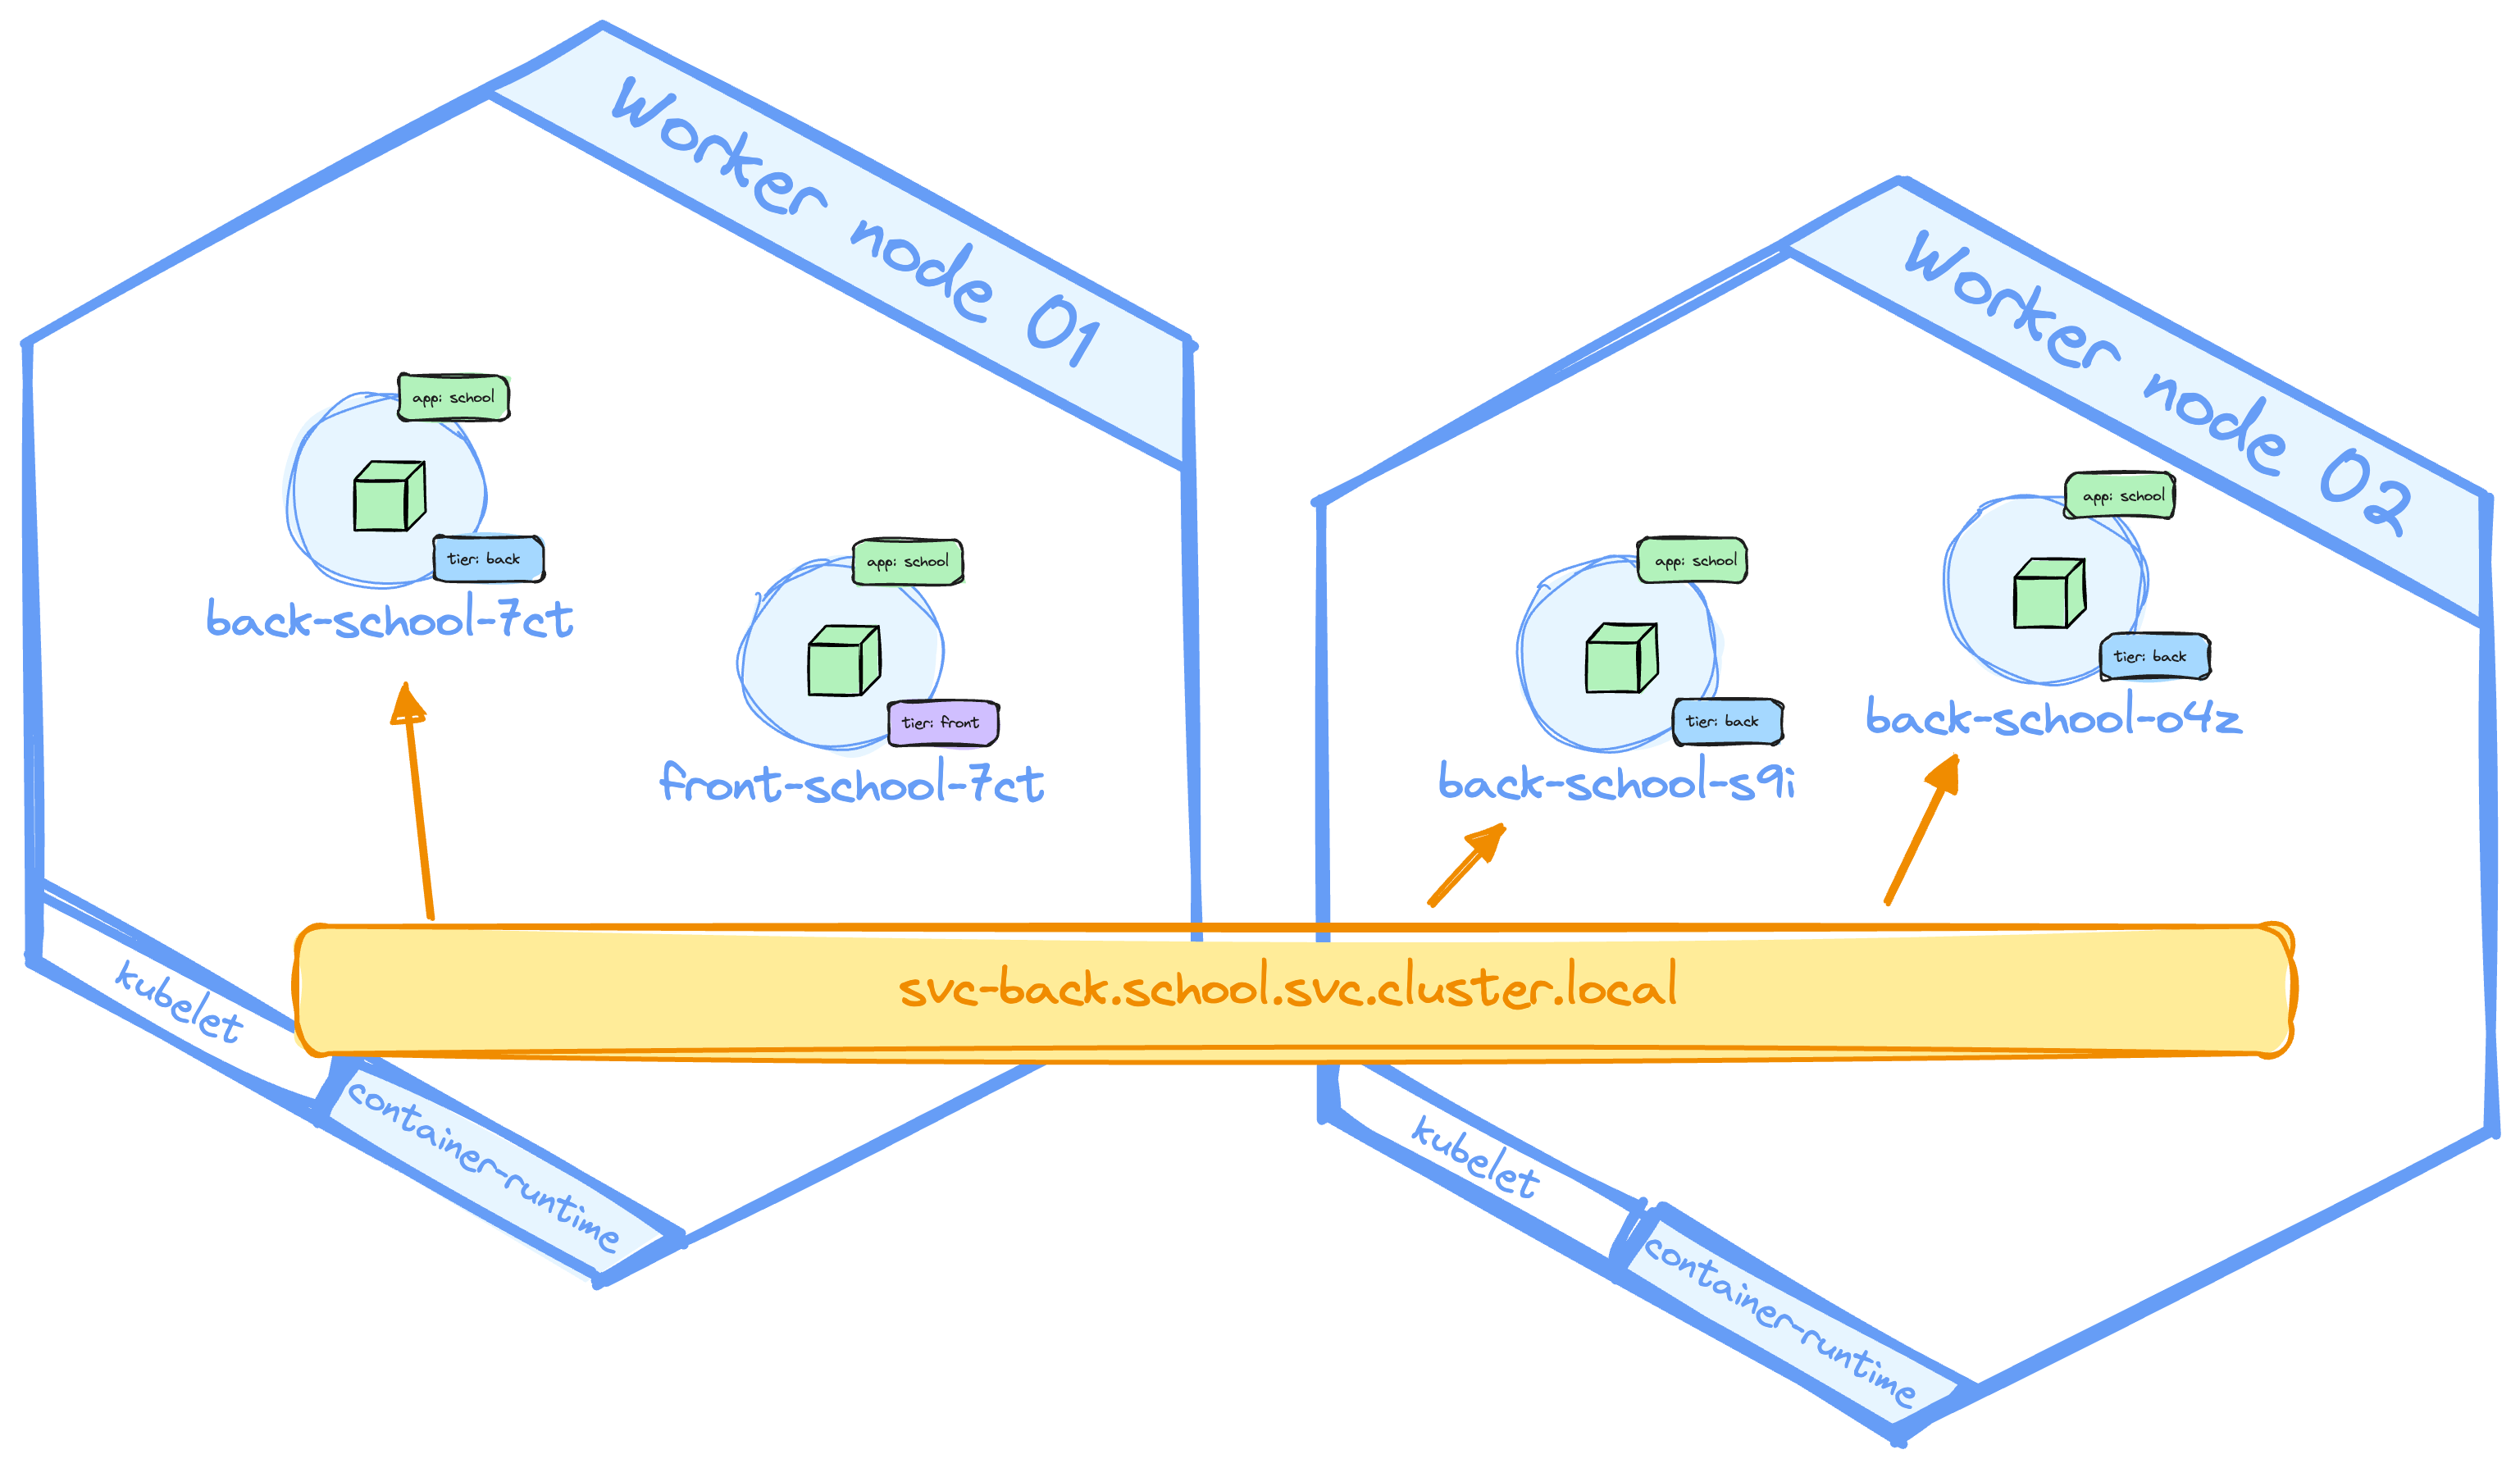 Worker node 01
app: school
tier: back
back-school-7ct
app: school
tier: front
front-school-7ct
Worker node 02
app: school
tier: back
back-school-s9i
app: school
tier: back
back-school-o4z
svc-back.school.svc.cluster.local
kubelet
container-runtime
kubelet
container-runtime